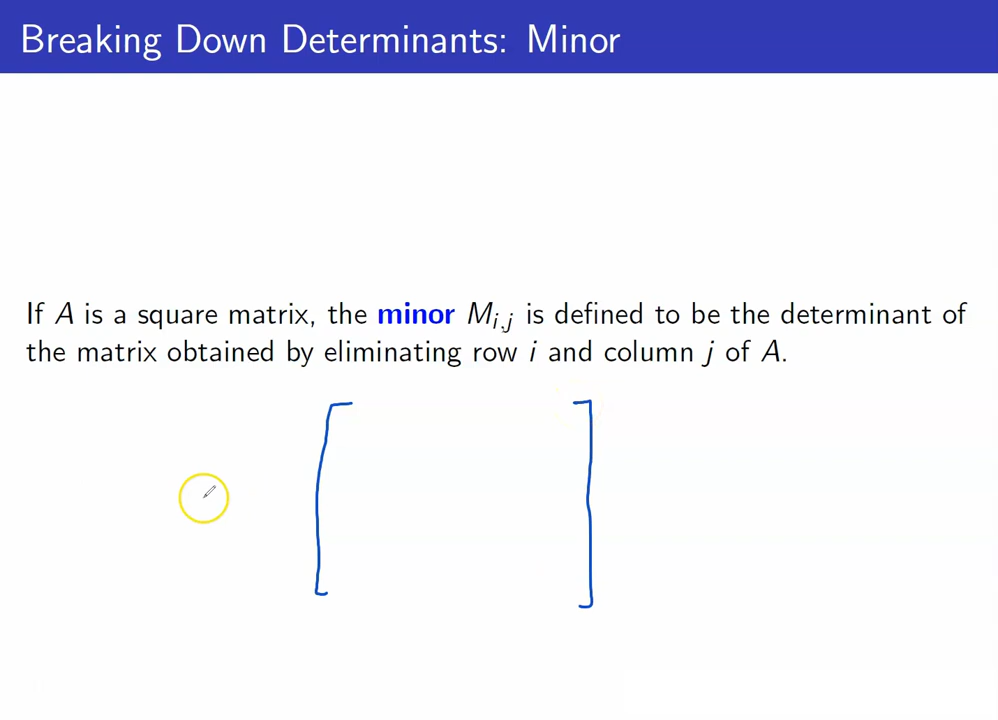 Breaking Down Determinants: Minor
If A is a square matrix, the minor M_{i,j} is defined to be the determinant of
the matrix obtained by eliminating row i and column j of A.